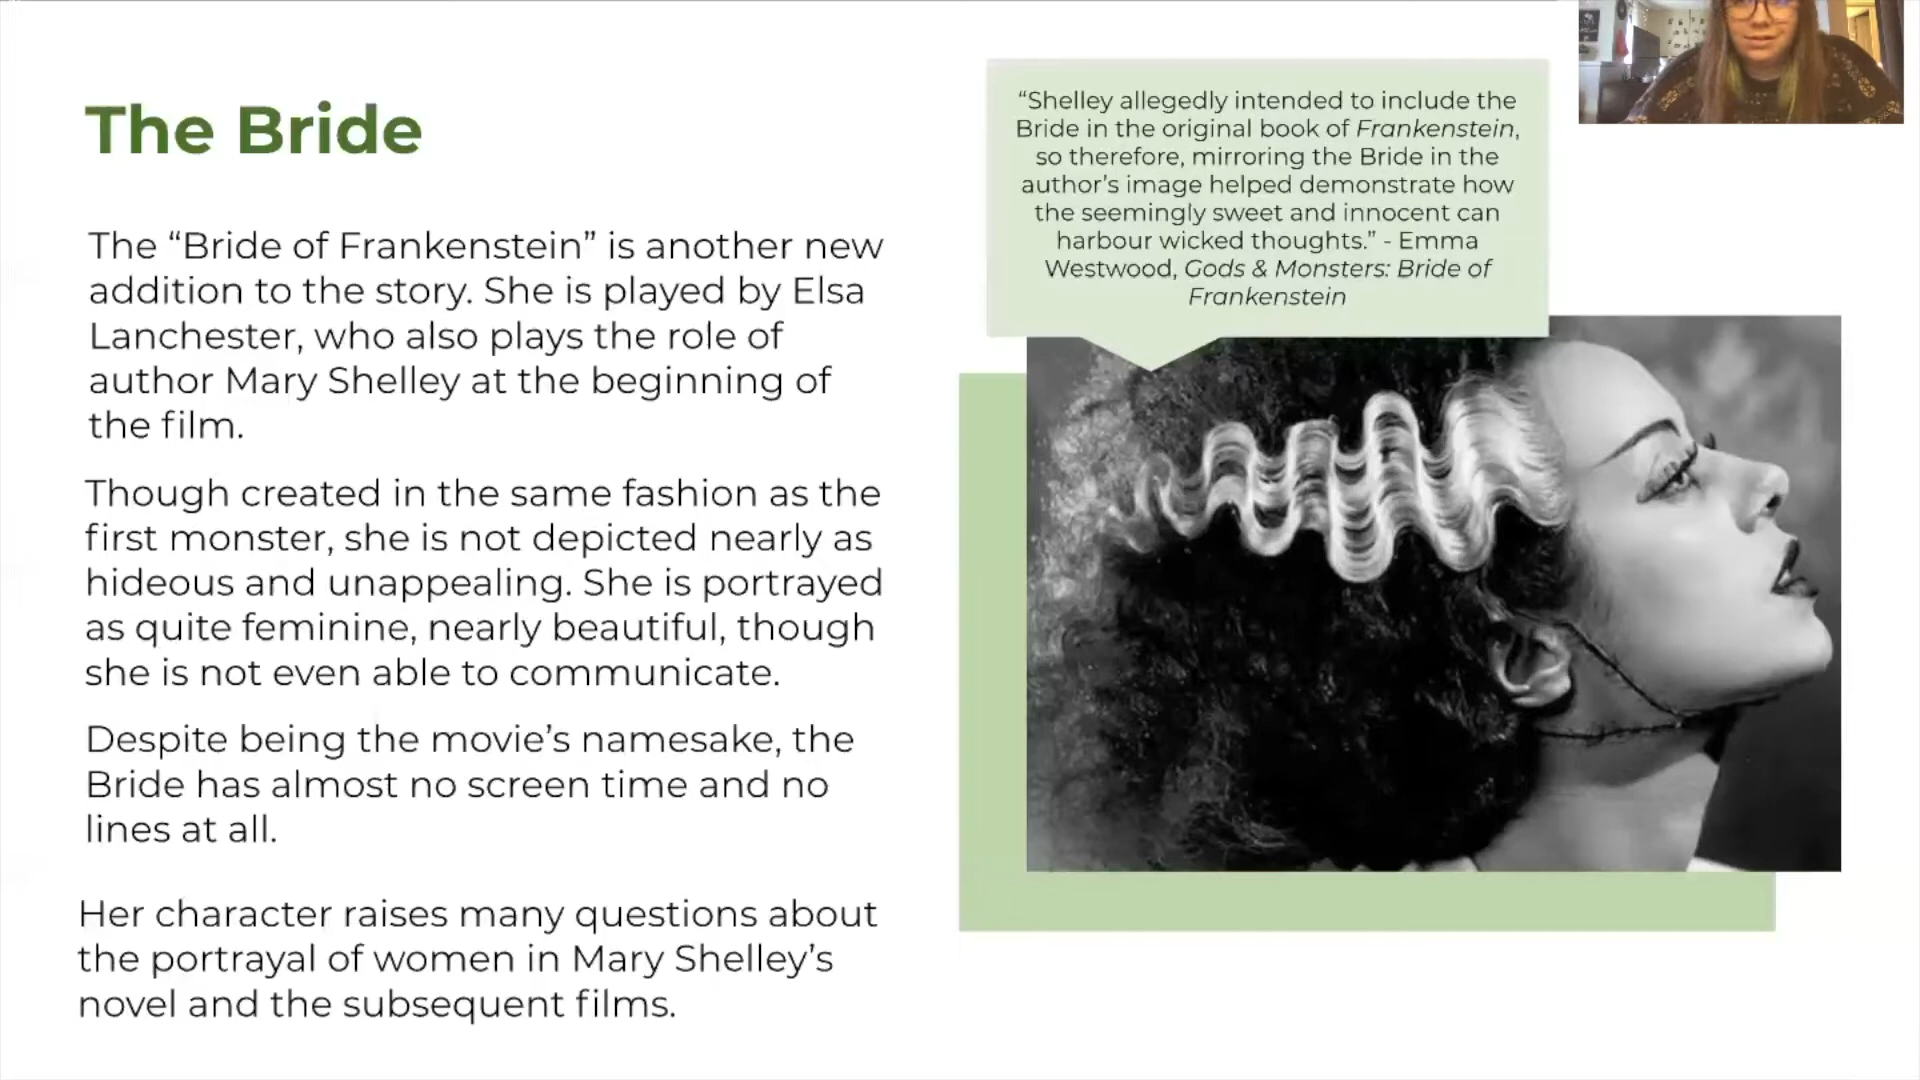 The Bride
The “Bride of Frankenstein” is another new
addition to the story. She is played by Elsa
Lanchester, who also plays the role of
author Mary Shelley at the beginning of
the film.
Though created in the same fashion as the
first monster, she is not depicted nearly as
hideous and unappealing. She is portrayed
as quite feminine, nearly beautiful, though
she is not even able to communicate.
Despite being the movie’s namesake, the
Bride has almost no screen time and no
lines at all.
Her character raises many questions about
the portrayal of women in Mary Shelley’s
novel and the subsequent films.
“Shelley allegedly intended to include the
Bride in the original book of Frankenstein,
so therefore, mirroring the Bride in the
author’s image helped demonstrate how
the seemingly sweet and innocent can
harbour wicked thoughts.” - Emma
Westwood, Gods & Monsters: Bride of
Frankenstein